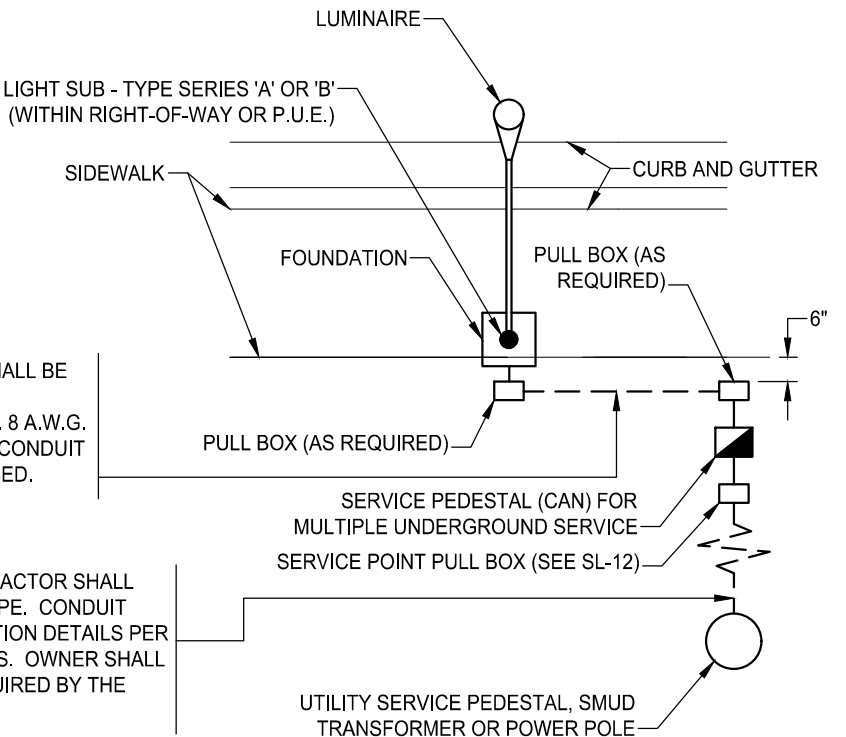 LUMINAIRE
LIGHT SUB - TYPE SERIES 'A' OR 'B'
(WITHIN RIGHT-OF-WAY OR P.U.E.)
SIDEWALK
CURB AND GUTTER
FOUNDATION
PULL BOX (AS
REQUIRED)
6"
HALL BE
8 A.W.G.
CONDUIT
PULL BOX (AS REQUIRED)
SERVICE PEDESTAL (CAN) FOR
MULTIPLE UNDERGROUND SERVICE
SERVICE POINT PULL BOX (SEE SL-12)
ACTOR SHALL
PE. CONDUIT
TION DETAILS PER
S. OWNER SHALL
UIRED BY THE
UTILITY SERVICE PEDESTAL, SMUD
TRANSFORMER OR POWER POLE